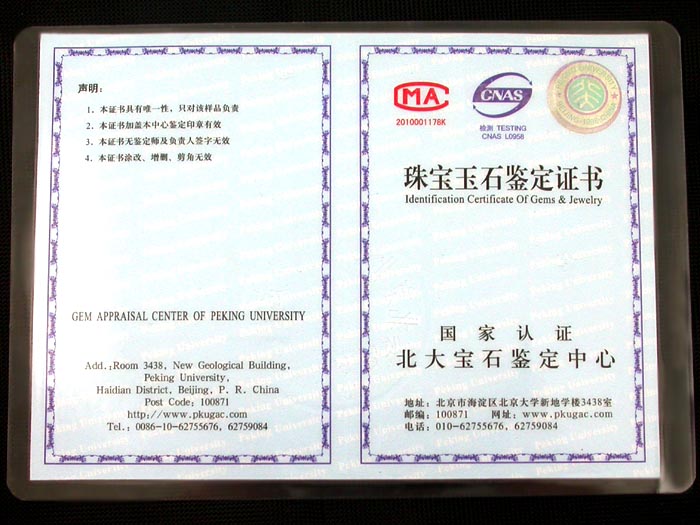 声明：
1、本证书具有唯一性，只对该样品负责
2、本证书加盖本中心鉴定印章有效
3、本证书无鉴定师及负责人签字无效
4、本证书涂改、增删、剪角无效
GEM APPRAISAL CENTER OF PEKING UNIVERSITY
Add.:Room 3438, New Geological Building,
Peking University,
Haidian District, Beijing, P. R. China
Post Code: 100871
http://www.pkugac.com
Tel.: 0086-10-62755676, 62759084
MA
2010001178K
CNAS
检测 TESTING
CNAS L0958
珠宝玉石鉴定证书
Identification Certificate Of Gems & Jewelry
国家认证
北大宝石鉴定中心
地址: 北京市海淀区北京大学新地学楼3438室
邮编: 100871 网址: www.pkugac.com
电话: 010-62755676, 62759084
Peking University